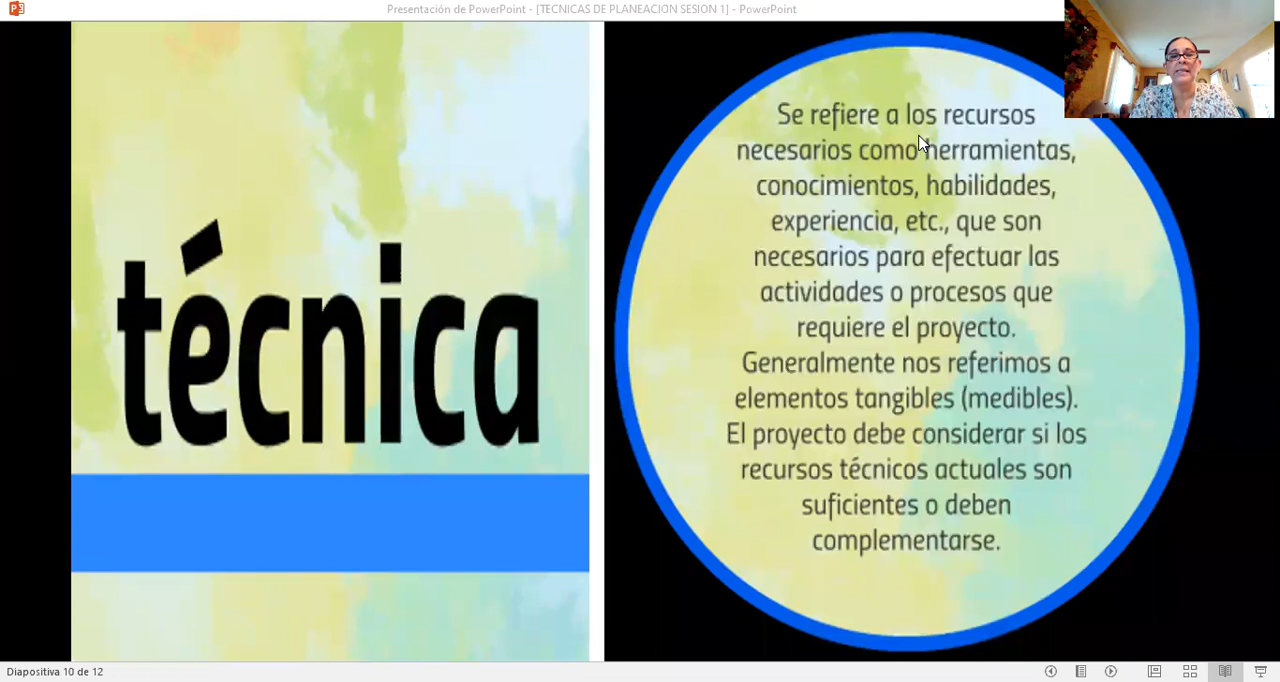 Presentación de PowerPoint - [TECNICAS DE PLANEACION SESION 1] - PowerPoint
técnica
Se refiere a los recursos
necesarios como herramientas,
conocimientos, habilidades,
experiencia, etc., que son
necesarios para efectuar las
actividades o procesos que
requiere el proyecto.
Generalmente nos referimos a
elementos tangibles (medibles).
El proyecto debe considerar si los
recursos técnicos actuales son
suficientes o deben
complementarse.
Diapositiva 10 de 12